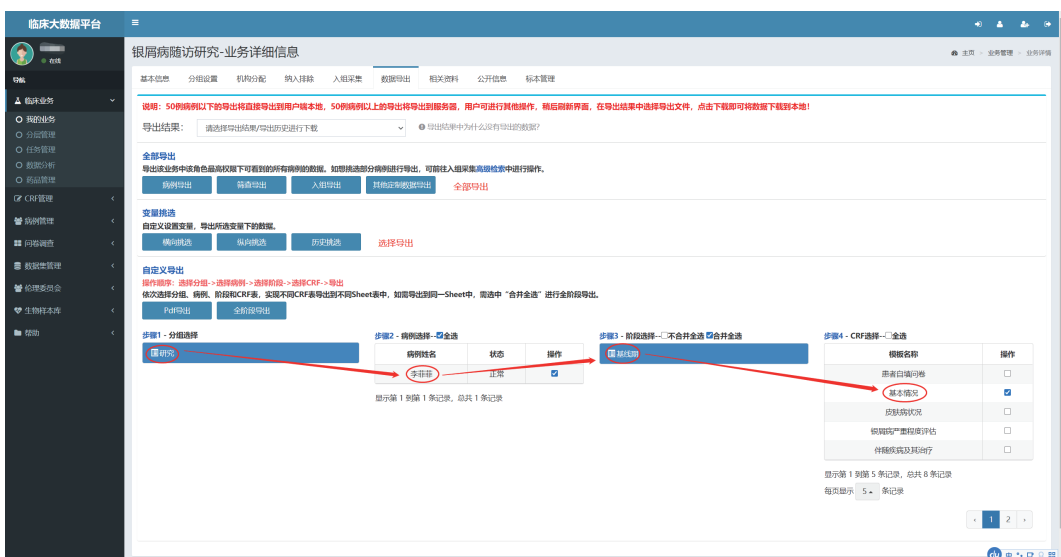 临床大数据平台
在线
导航
临床业务
我的业务
分层管理
任务管理
数据分析
药品管理
CRF管理
病例管理
问卷调查
数据集管理
伦理委员会
生物样本库
帮助
银屑病随访研究-业务详细信息
主页 > 业务管理 > 业务详情
基本信息 分组设置 机构分配 纳入排除 入组采集 数据导出 相关资料 公开信息 标本管理
说明：50例病例以下的导出将直接导出到用户端本地，50例病例以上的导出将导出到服务器，用户可进行其他操作，稍后刷新界面，在导出结果中选择导出文件，点击下载即可将数据下载到本地！
导出结果： 请选择导出结果/导出历史进行下载 导出结果中为什么没有导出的数据?
全部导出
导出该业务中该角色最高权限下可看到的所有病例的数据。如想挑选部分病例进行导出，可前往入组采集高级检索中进行操作。
病例导出 筛查导出 入组导出 其他定制数据导出 全部导出
变量挑选
自定义设置变量，导出所选变量下的数据。
横向挑选 纵向挑选 历史挑选 选择导出
自定义导出
操作顺序：选择分组->选择病例->选择阶段->选择CRF->导出
依次选择分组、病例、阶段和CRF表，实现不同CRF表导出到不同Sheet表中，如需导出到同一Sheet中，需选中“合并全选”进行全阶段导出。
Pdf导出 全阶段导出
步骤1 - 分组选择
研究
步骤2 - 病例选择--全选
病例姓名 状态 操作
李菲菲 正常
显示第 1 到第 1 条记录，总共 1 条记录
步骤3 - 阶段选择--不合并全选 合并全选
基线期
步骤4 - CRF选择--全选
模板名称 操作
患者自填问卷
基本情况
皮肤病状况
银屑病严重程度评估
伴随疾病及其治疗
显示第 1 到第 5 条记录，总共 8 条记录
每页显示 5 条记录
‹ 1 2 ›